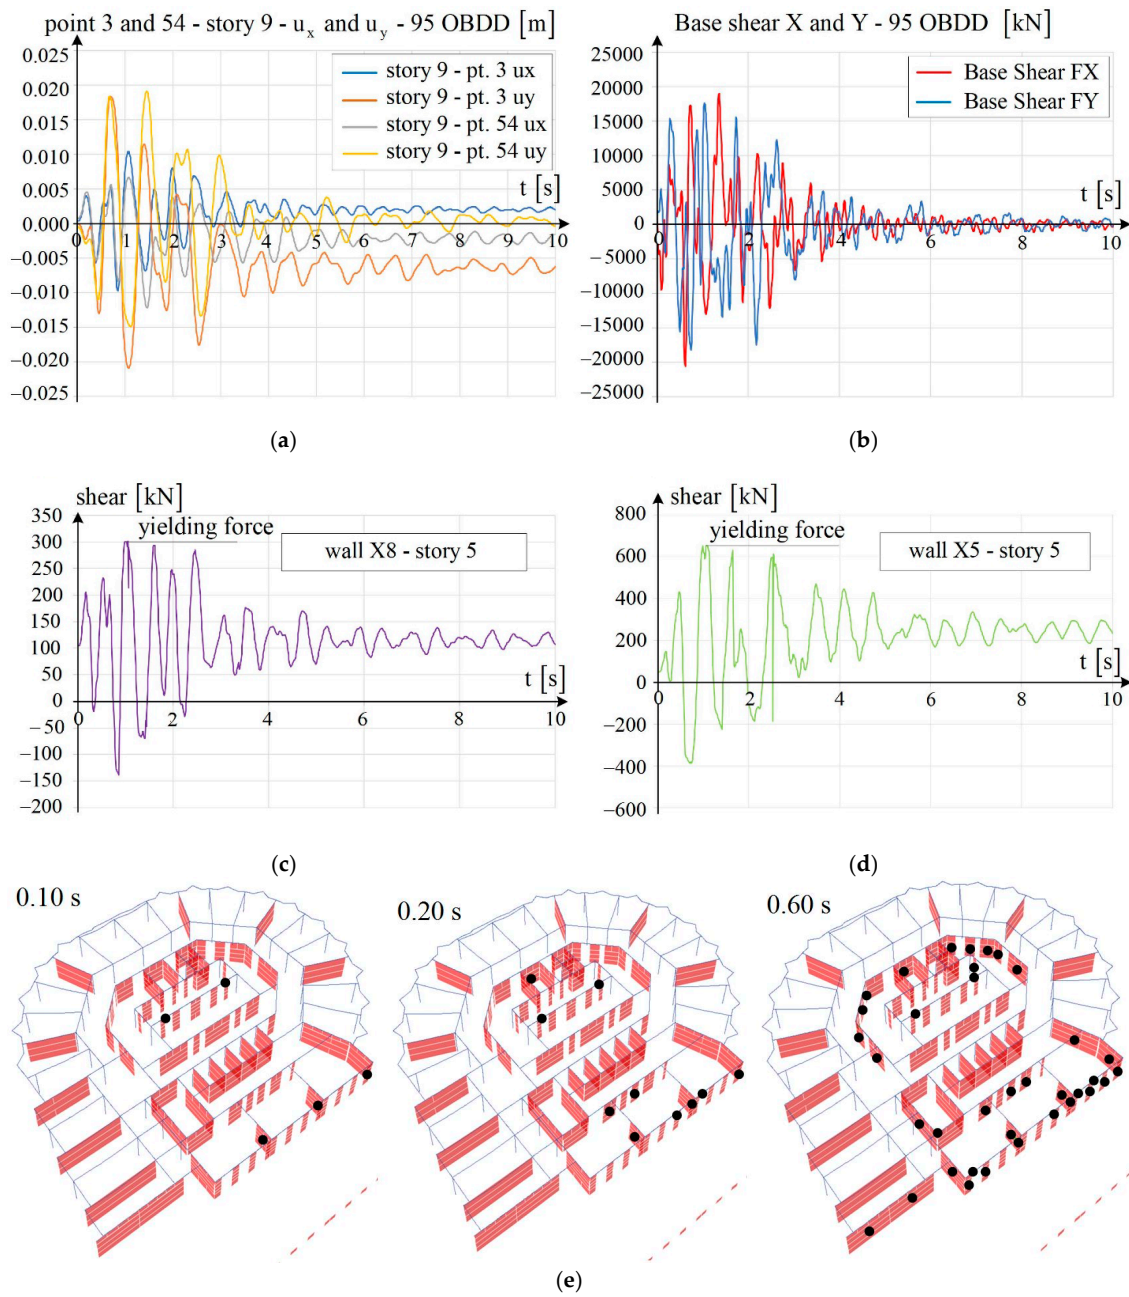 point 3 and 54 - story 9 - ux and uy - 95 OBDD [m]
0.025
0.020
0.015
0.010
0.005
0.000
−0.005
−0.010
−0.015
−0.020
−0.025
story 9 - pt. 3 ux
story 9 - pt. 3 uy
story 9 - pt. 54 ux
story 9 - pt. 54 uy
t [s]
0 1 2 3 4 5 6 7 8 9 10
(a)
Base shear X and Y - 95 OBDD [kN]
25000
20000
15000
10000
5000
0
−5000
−10000
−15000
−20000
−25000
Base Shear FX
Base Shear FY
t [s]
0 2 4 6 8 10
(b)
shear [kN]
350
300
250
200
150
100
50
0
−50
−100
−150
−200
yielding force
wall X8 - story 5
t [s]
0 2 4 6 8 10
(c)
shear [kN]
800
600
400
200
0
−200
−400
−600
yielding force
wall X5 - story 5
t [s]
0 2 4 6 8 10
(d)
0.10 s
0.20 s
0.60 s
(e)